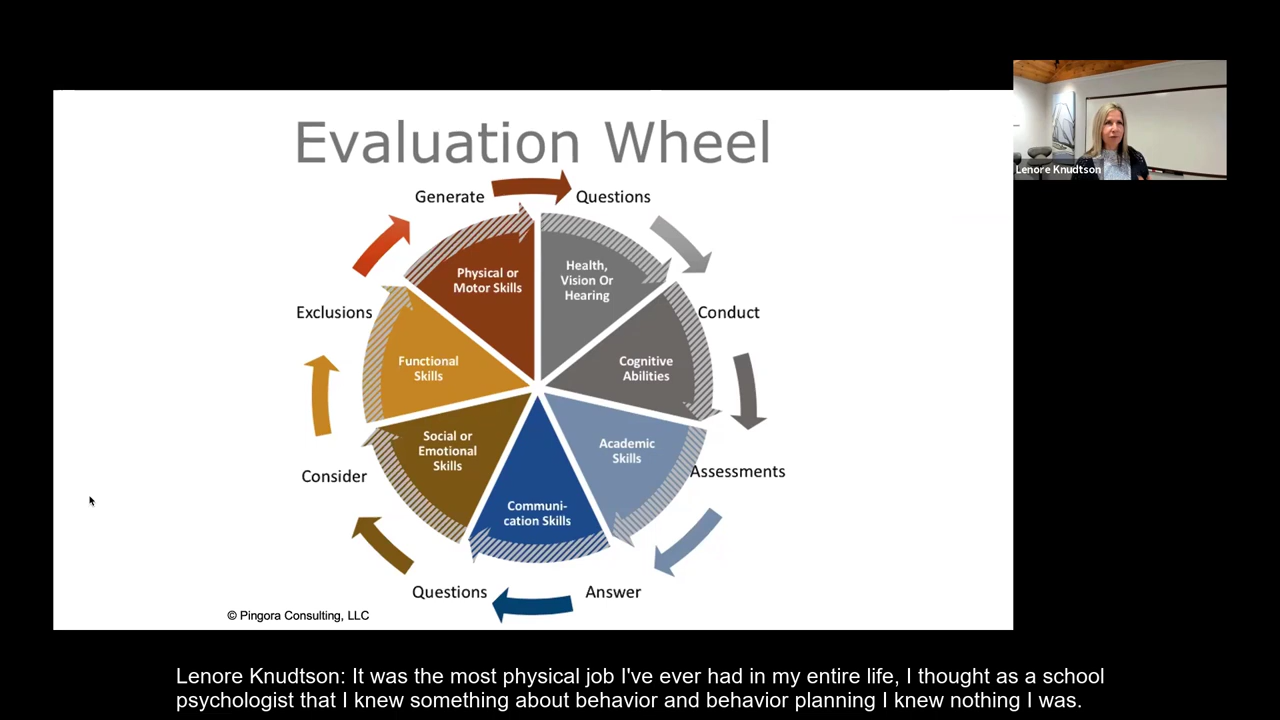 Evaluation Wheel
Generate
Questions
Physical or
Motor Skills
Health,
Vision Or
Hearing
Exclusions
Conduct
Functional
Skills
Cognitive
Abilities
Social or
Emotional
Skills
Academic
Skills
Consider
Assessments
Communi-
cation Skills
Questions
Answer
© Pingora Consulting, LLC
Lenore Knudtson
Lenore Knudtson: It was the most physical job I've ever had in my entire life, I thought as a school
psychologist that I knew something about behavior and behavior planning I knew nothing I was.